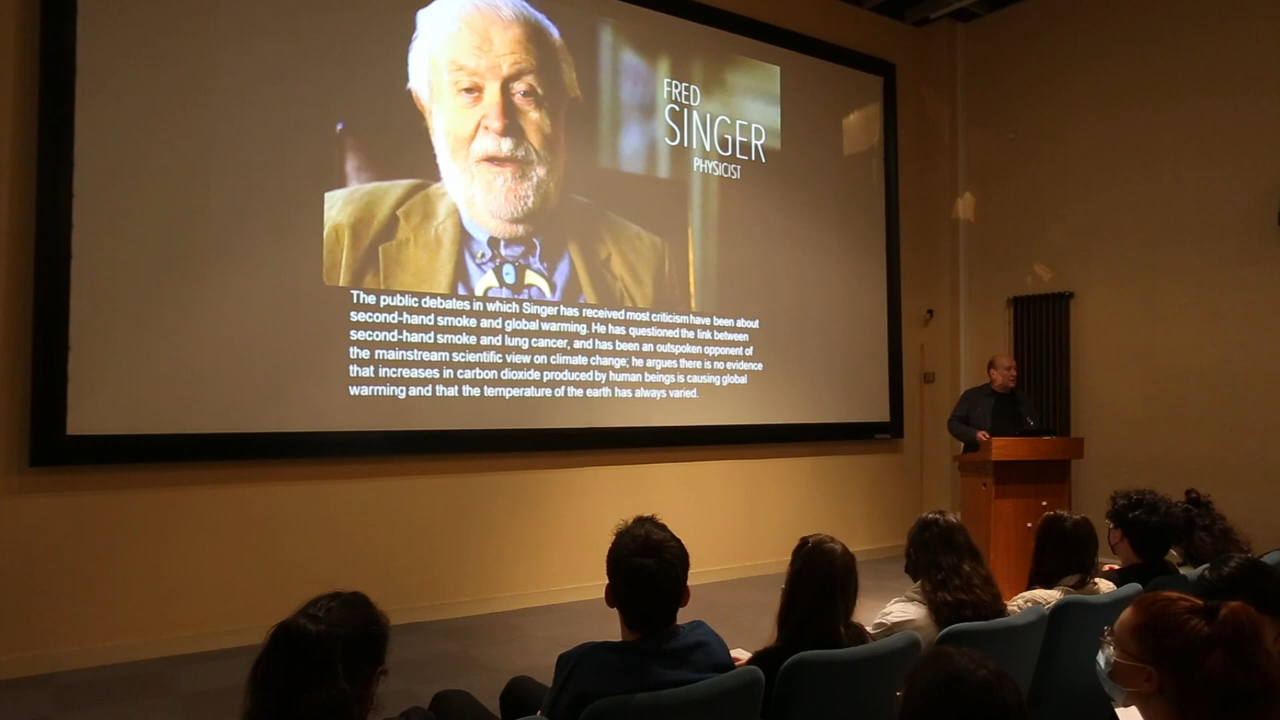 FRED
SINGER
PHYSICIST
The public debates in which Singer has received most criticism have been about
second-hand smoke and global warming. He has questioned the link between
second-hand smoke and lung cancer, and has been an outspoken opponent of
the mainstream scientific view on climate change; he argues there is no evidence
that increases in carbon dioxide produced by human beings is causing global
warming and that the temperature of the earth has always varied.